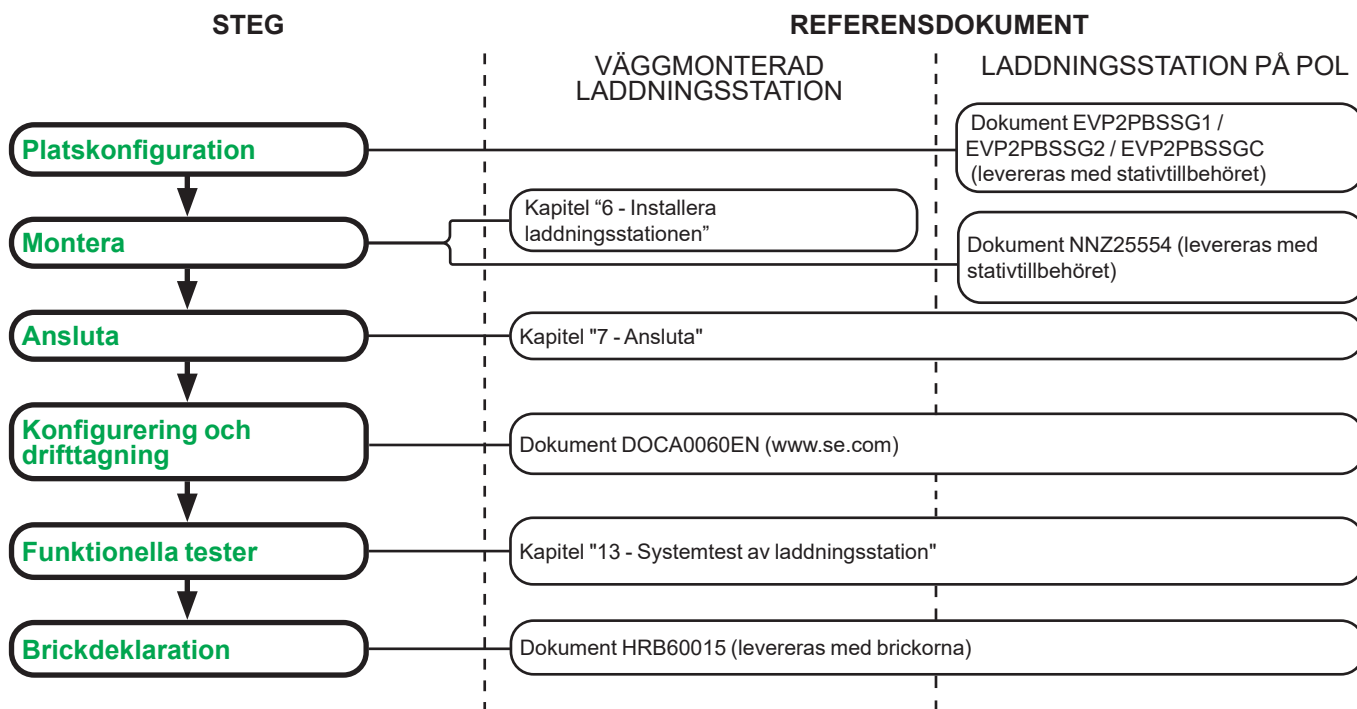 STEG
REFERENSDOKUMENT
VÄGGMONTERAD
LADDNINGSSTATION
LADDNINGSSTATION PÅ POL
Platskonfiguration
Dokument EVP2PBSSG1 /
EVP2PBSSG2 / EVP2PBSSGC
(levereras med stativtillbehöret)
Montera
Kapitel “6 - Installera
laddningsstationen”
Dokument NNZ25554 (levereras med
stativtillbehöret)
Ansluta
Kapitel "7 - Ansluta"
Konfigurering och
drifttagning
Dokument DOCA0060EN (www.se.com)
Funktionella tester
Kapitel "13 - Systemtest av laddningsstation"
Brickdeklaration
Dokument HRB60015 (levereras med brickorna)